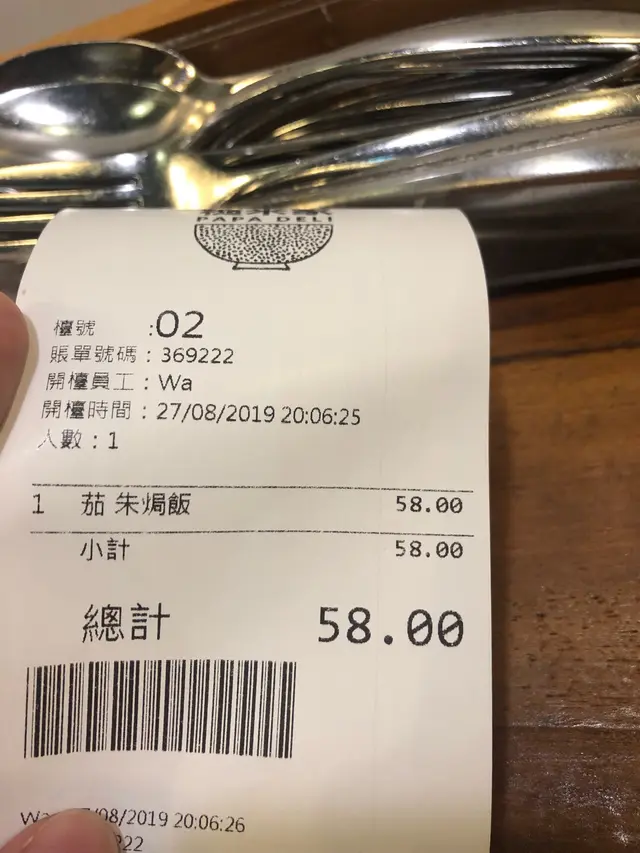 PAPA DELI
檯號 :02
賬單號碼：369222
開檯員工：Wa
開檯時間：27/08/2019 20:06:25
人數：1
1 茄 朱焗飯 58.00
小計 58.00
總計 58.00
/08/2019 20:06:26
222